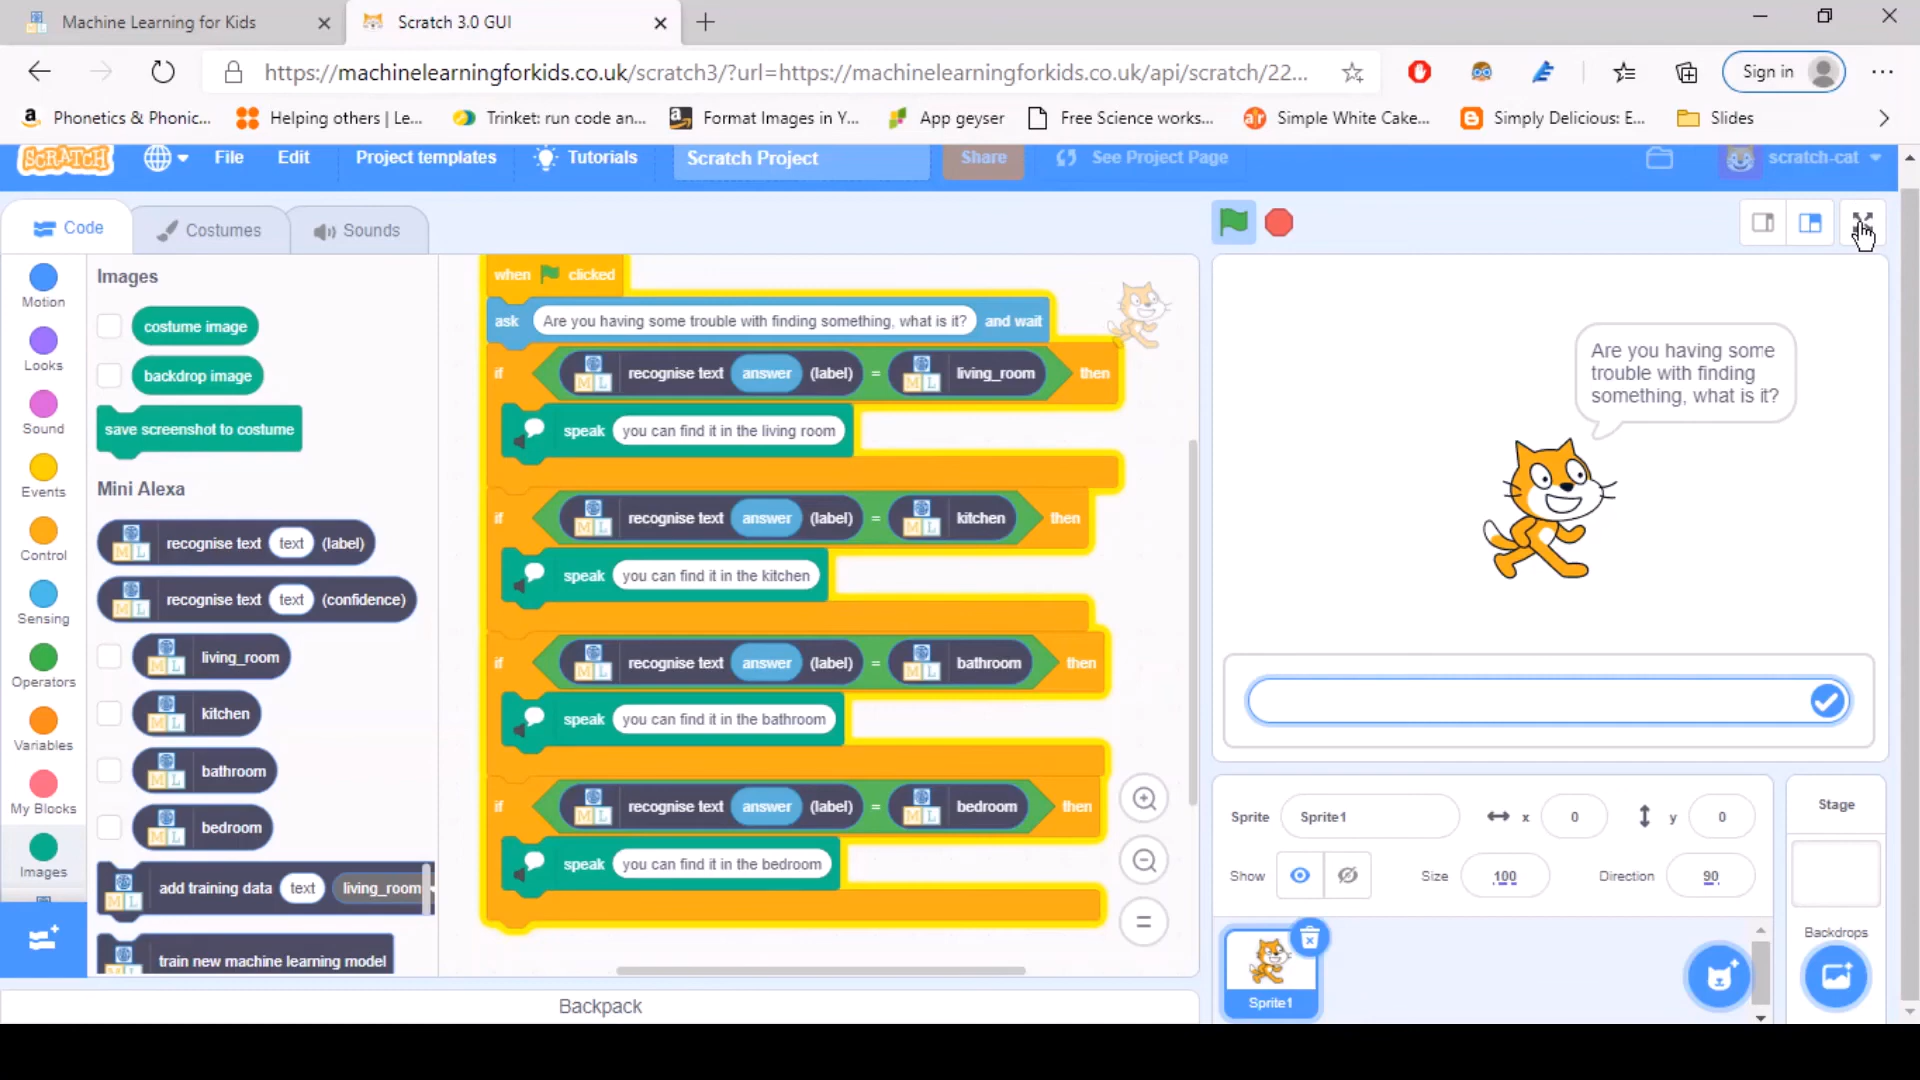 Machine Learning for Kids
Scratch 3.0 GUI
https://machinelearningforkids.co.uk/scratch3/?url=https://machinelearningforkids.co.uk/api/scratch/22...
Sign in
Phonetics & Phonic...
Helping others | Le...
Trinket: run code an...
Format Images in Y...
App geyser
Free Science works...
Simple White Cake...
Simply Delicious: E...
Slides
SCRATCH
File
Edit
Project templates
Tutorials
Scratch Project
Share
See Project Page
scratch-cat
Code
Costumes
Sounds
Motion
Looks
Sound
Events
Control
Sensing
Operators
Variables
My Blocks
Images
Images
costume image
backdrop image
save screenshot to costume
Mini Alexa
recognise text text (label)
recognise text text (confidence)
living_room
kitchen
bathroom
bedroom
add training data text living_room
train new machine learning model
when clicked
ask Are you having some trouble with finding something, what is it? and wait
if recognise text answer (label) = living_room then
speak you can find it in the living room
if recognise text answer (label) = kitchen then
speak you can find it in the kitchen
if recognise text answer (label) = bathroom then
speak you can find it in the bathroom
if recognise text answer (label) = bedroom then
speak you can find it in the bedroom
Backpack
Are you having some
trouble with finding
something, what is it?
Sprite Sprite1 x 0 y 0
Show Size 100 Direction 90
Sprite1
Stage
Backdrops